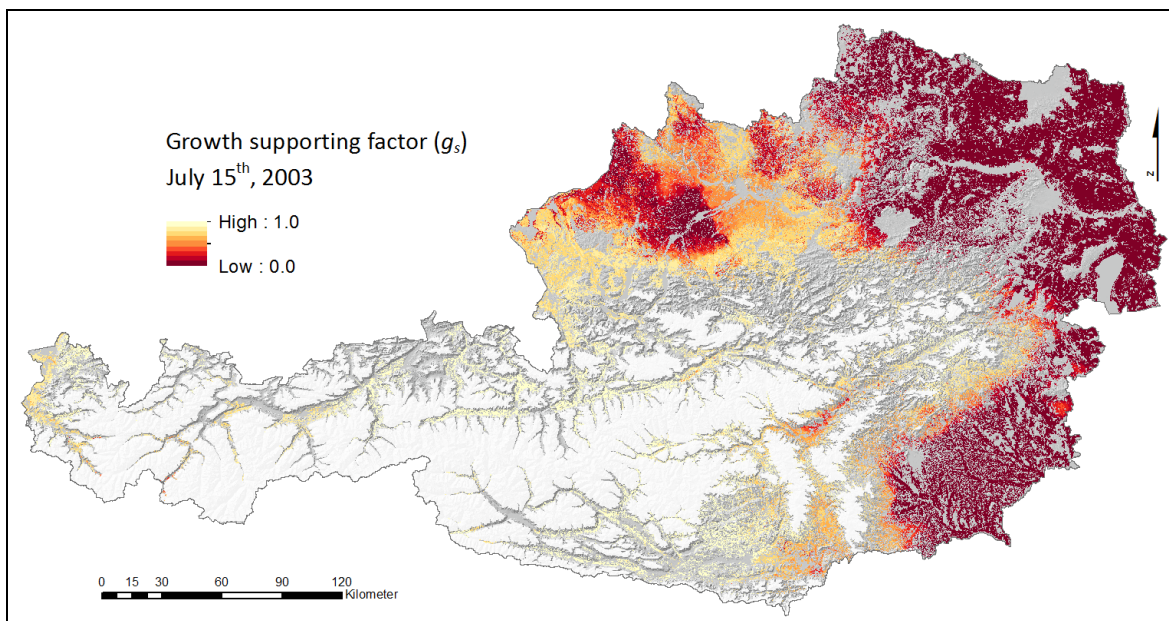 Growth supporting factor (gs)
July 15th, 2003
High : 1.0
Low : 0.0
N
0 15 30 60 90 120
Kilometer